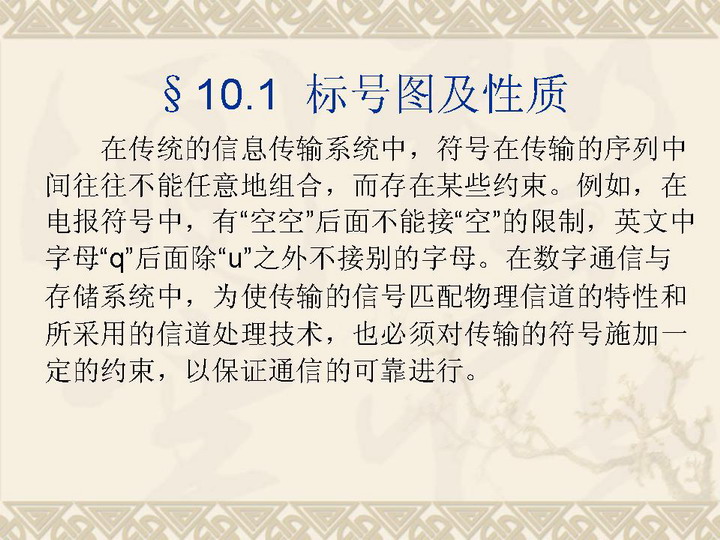 §10.1 标号图及性质
在传统的信息传输系统中，符号在传输的序列中
间往往不能任意地组合，而存在某些约束。例如，在
电报符号中，有“空空”后面不能接“空”的限制，英文中
字母“q”后面除“u”之外不接别的字母。在数字通信与
存储系统中，为使传输的信号匹配物理信道的特性和
所采用的信道处理技术，也必须对传输的符号施加一
定的约束，以保证通信的可靠进行。